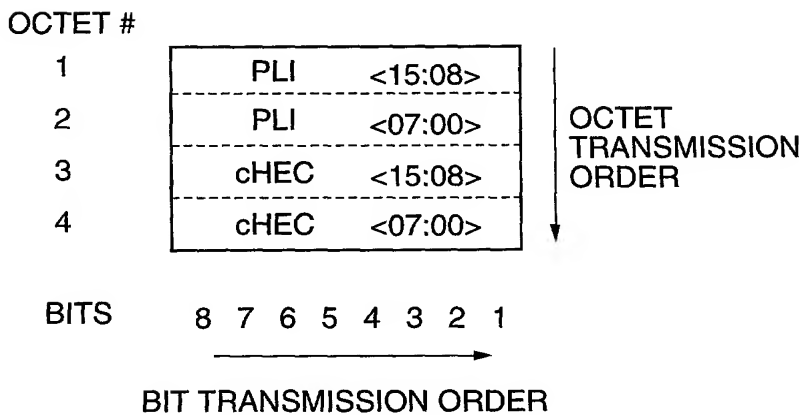 OCTET #
1 PLI <15:08>
2 PLI <07:00>
3 cHEC <15:08>
4 cHEC <07:00>
OCTET
TRANSMISSION
ORDER
BITS 8 7 6 5 4 3 2 1
BIT TRANSMISSION ORDER